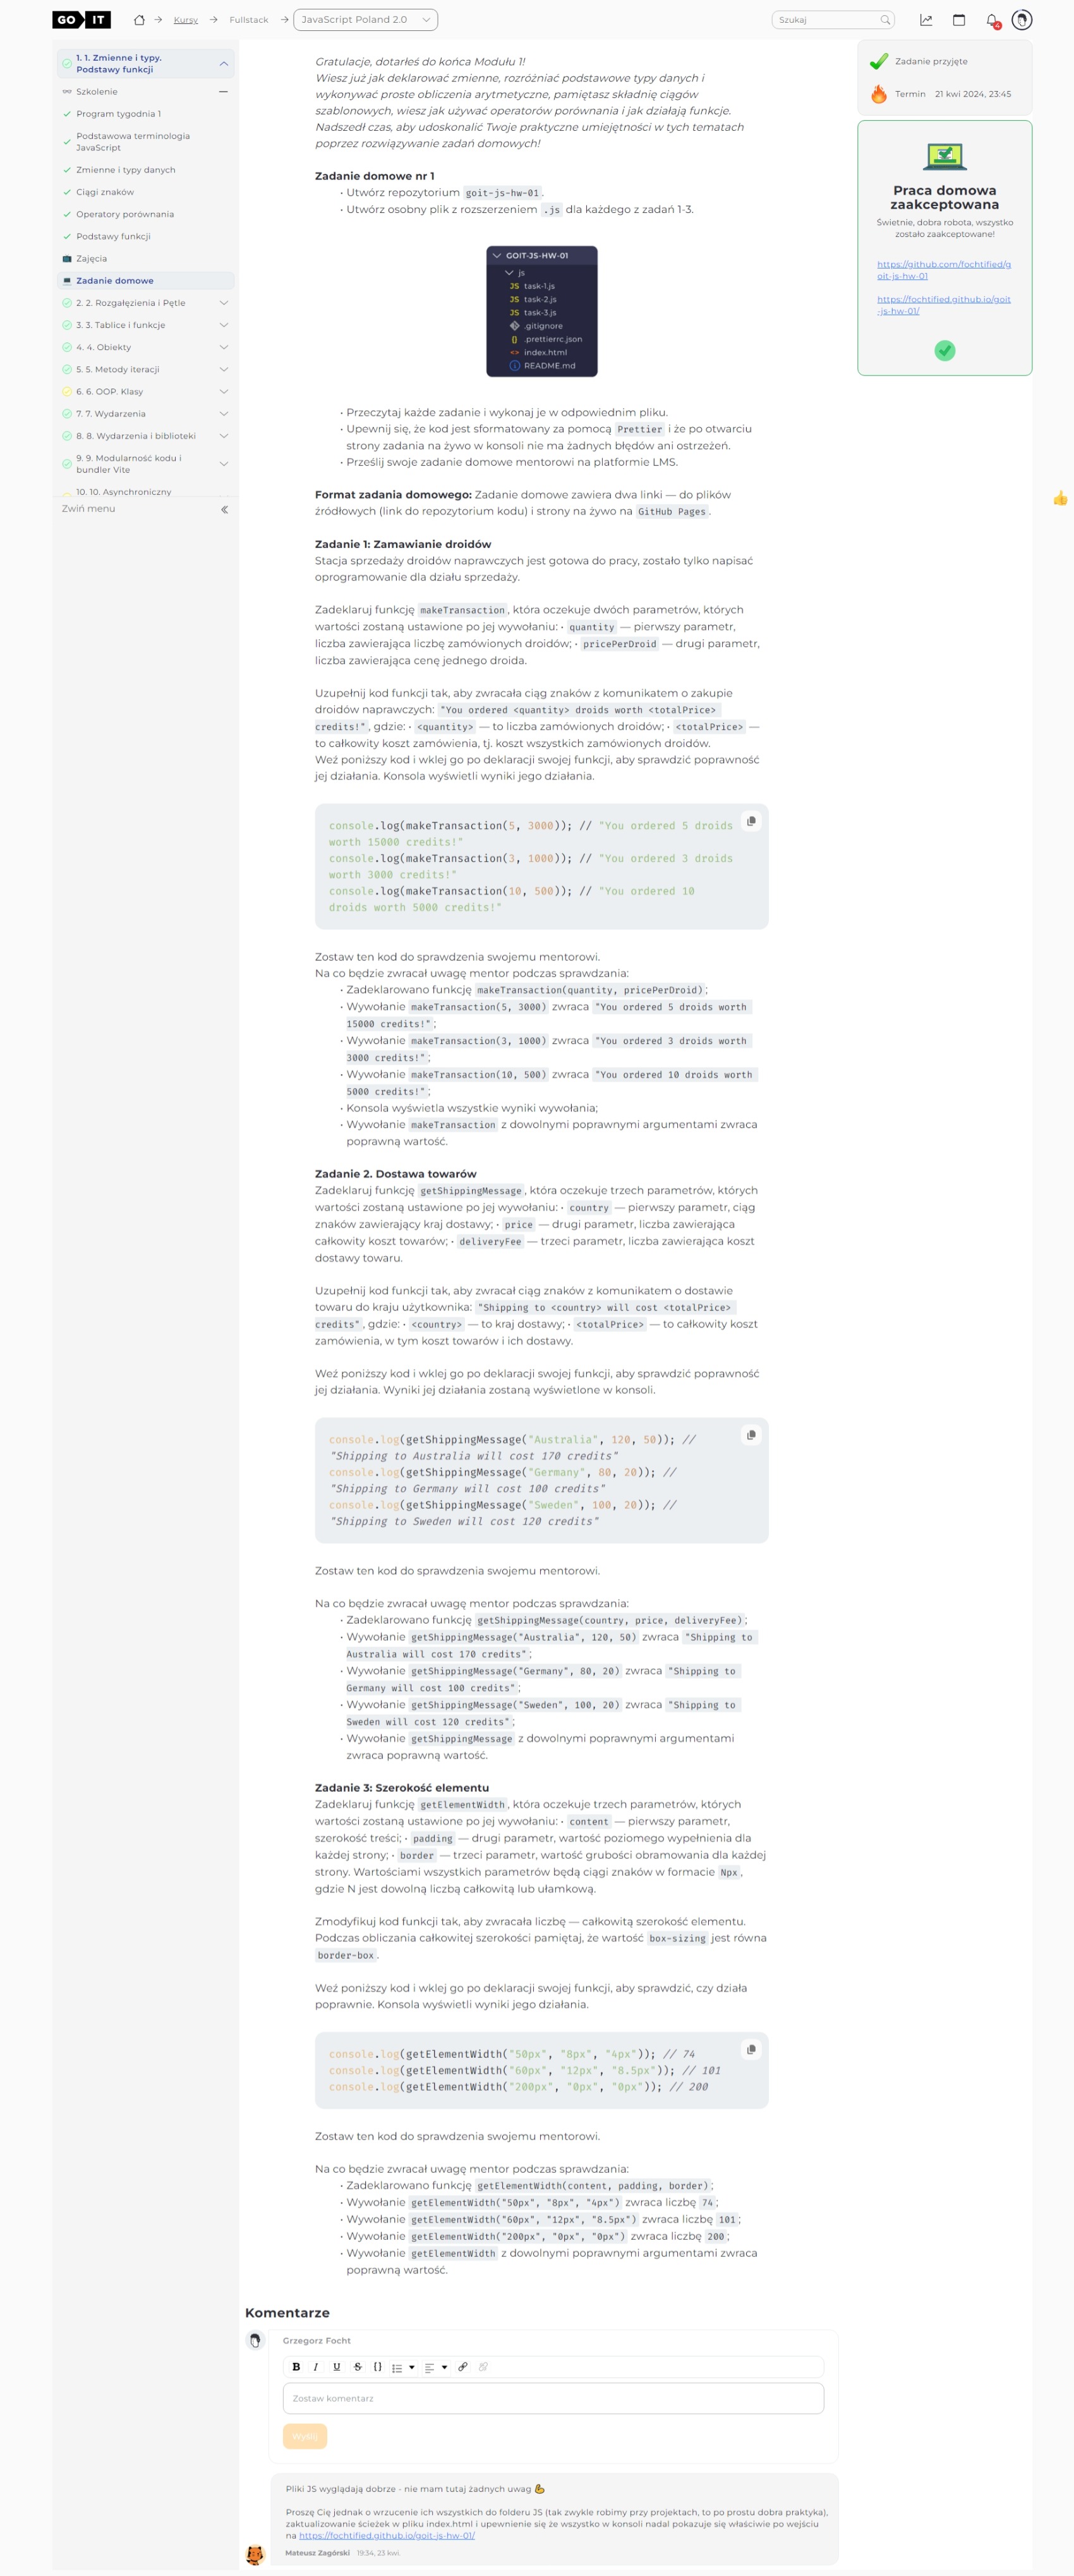 GO IT
Kursy
Fullstack
JavaScript Poland 2.0
Szukaj
4
1. 1. Zmienne i typy.
Podstawy funkcji
Szkolenie
Program tygodnia 1
Podstawowa terminologia
JavaScript
Zmienne i typy danych
Ciągi znaków
Operatory porównania
Podstawy funkcji
Zajęcia
Zadanie domowe
2. 2. Rozgałęzienia i Pętle
3. 3. Tablice i funkcje
4. 4. Obiekty
5. 5. Metody iteracji
6. 6. OOP. Klasy
7. 7. Wydarzenia
8. 8. Wydarzenia i biblioteki
9. 9. Modularność kodu i
bundler Vite
10. 10. Asynchroniczny
Zwiń menu
Gratulacje, dotarłeś do końca Modułu 1!
Wiesz już jak deklarować zmienne, rozróżniać podstawowe typy danych i
wykonywać proste obliczenia arytmetyczne, pamiętasz składnię ciągów
szablonowych, wiesz jak używać operatorów porównania i jak działają funkcje.
Nadszedł czas, aby udoskonalić Twoje praktyczne umiejętności w tych tematach
poprzez rozwiązywanie zadań domowych!
Zadanie domowe nr 1
• Utwórz repozytorium goit-js-hw-01.
• Utwórz osobny plik z rozszerzeniem .js dla każdego z zadań 1-3.
GOIT-JS-HW-01
js
JS task-1.js
JS task-2.js
JS task-3.js
.gitignore
{} .prettierrc.json
<> index.html
README.md
• Przeczytaj każde zadanie i wykonaj je w odpowiednim pliku.
• Upewnij się, że kod jest sformatowany za pomocą Prettier i że po otwarciu
strony zadania na żywo w konsoli nie ma żadnych błędów ani ostrzeżeń.
• Prześlij swoje zadanie domowe mentorowi na platformie LMS.
Format zadania domowego: Zadanie domowe zawiera dwa linki — do plików
źródłowych (link do repozytorium kodu) i strony na żywo na GitHub Pages.
Zadanie 1: Zamawianie droidów
Stacja sprzedaży droidów naprawczych jest gotowa do pracy, zostało tylko napisać
oprogramowanie dla działu sprzedaży.
Zadeklaruj funkcję makeTransaction, która oczekuje dwóch parametrów, których
wartości zostaną ustawione po jej wywołaniu: • quantity — pierwszy parametr,
liczba zawierająca liczbę zamówionych droidów; • pricePerDroid — drugi parametr,
liczba zawierająca cenę jednego droida.
Uzupełnij kod funkcji tak, aby zwracała ciąg znaków z komunikatem o zakupie
droidów naprawczych: "You ordered <quantity> droids worth <totalPrice>
credits!", gdzie: • <quantity> — to liczba zamówionych droidów; • <totalPrice> —
to całkowity koszt zamówienia, tj. koszt wszystkich zamówionych droidów.
Weź poniższy kod i wklej go po deklaracji swojej funkcji, aby sprawdzić poprawność
jej działania. Konsola wyświetli wyniki jego działania.
console.log(makeTransaction(5, 3000)); // "You ordered 5 droids
worth 15000 credits!"
console.log(makeTransaction(3, 1000)); // "You ordered 3 droids
worth 3000 credits!"
console.log(makeTransaction(10, 500)); // "You ordered 10
droids worth 5000 credits!"
Zostaw ten kod do sprawdzenia swojemu mentorowi.
Na co będzie zwracał uwagę mentor podczas sprawdzania:
• Zadeklarowano funkcję makeTransaction(quantity, pricePerDroid);
• Wywołanie makeTransaction(5, 3000) zwraca "You ordered 5 droids worth
15000 credits!";
• Wywołanie makeTransaction(3, 1000) zwraca "You ordered 3 droids worth
3000 credits!";
• Wywołanie makeTransaction(10, 500) zwraca "You ordered 10 droids worth
5000 credits!";
• Konsola wyświetla wszystkie wyniki wywołania;
• Wywołanie makeTransaction z dowolnymi poprawnymi argumentami zwraca
poprawną wartość.
Zadanie 2. Dostawa towarów
Zadeklaruj funkcję getShippingMessage, która oczekuje trzech parametrów, których
wartości zostaną ustawione po jej wywołaniu: • country — pierwszy parametr, ciąg
znaków zawierający kraj dostawy; • price — drugi parametr, liczba zawierająca
całkowity koszt towarów; • deliveryFee — trzeci parametr, liczba zawierająca koszt
dostawy towaru.
Uzupełnij kod funkcji tak, aby zwracał ciąg znaków z komunikatem o dostawie
towaru do kraju użytkownika: "Shipping to <country> will cost <totalPrice>
credits", gdzie: • <country> — to kraj dostawy; • <totalPrice> — to całkowity koszt
zamówienia, w tym koszt towarów i ich dostawy.
Weź poniższy kod i wklej go po deklaracji swojej funkcji, aby sprawdzić poprawność
jej działania. Wyniki jej działania zostaną wyświetlone w konsoli.
console.log(getShippingMessage("Australia", 120, 50)); //
"Shipping to Australia will cost 170 credits"
console.log(getShippingMessage("Germany", 80, 20)); //
"Shipping to Germany will cost 100 credits"
console.log(getShippingMessage("Sweden", 100, 20)); //
"Shipping to Sweden will cost 120 credits"
Zostaw ten kod do sprawdzenia swojemu mentorowi.
Na co będzie zwracał uwagę mentor podczas sprawdzania:
• Zadeklarowano funkcję getShippingMessage(country, price, deliveryFee);
• Wywołanie getShippingMessage("Australia", 120, 50) zwraca "Shipping to
Australia will cost 170 credits";
• Wywołanie getShippingMessage("Germany", 80, 20) zwraca "Shipping to
Germany will cost 100 credits";
• Wywołanie getShippingMessage("Sweden", 100, 20) zwraca "Shipping to
Sweden will cost 120 credits";
• Wywołanie getShippingMessage z dowolnymi poprawnymi argumentami
zwraca poprawną wartość.
Zadanie 3: Szerokość elementu
Zadeklaruj funkcję getElementWidth, która oczekuje trzech parametrów, których
wartości zostaną ustawione po jej wywołaniu: • content — pierwszy parametr,
szerokość treści; • padding — drugi parametr, wartość poziomego wypełnienia dla
każdej strony; • border — trzeci parametr, wartość grubości obramowania dla każdej
strony. Wartościami wszystkich parametrów będą ciągi znaków w formacie Npx,
gdzie N jest dowolną liczbą całkowitą lub ułamkową.
Zmodyfikuj kod funkcji tak, aby zwracała liczbę — całkowitą szerokość elementu.
Podczas obliczania całkowitej szerokości pamiętaj, że wartość box-sizing jest równa
border-box.
Weź poniższy kod i wklej go po deklaracji swojej funkcji, aby sprawdzić, czy działa
poprawnie. Konsola wyświetli wyniki jego działania.
console.log(getElementWidth("50px", "8px", "4px")); // 74
console.log(getElementWidth("60px", "12px", "8.5px")); // 101
console.log(getElementWidth("200px", "0px", "0px")); // 200
Zostaw ten kod do sprawdzenia swojemu mentorowi.
Na co będzie zwracał uwagę mentor podczas sprawdzania:
• Zadeklarowano funkcję getElementWidth(content, padding, border);
• Wywołanie getElementWidth("50px", "8px", "4px") zwraca liczbę 74;
• Wywołanie getElementWidth("60px", "12px", "8.5px") zwraca liczbę 101;
• Wywołanie getElementWidth("200px", "0px", "0px") zwraca liczbę 200;
• Wywołanie getElementWidth z dowolnymi poprawnymi argumentami zwraca
poprawną wartość.
Zadanie przyjęte
Termin 21 kwi 2024, 23:45
Praca domowa
zaakceptowana
Świetnie, dobra robota, wszystko
zostało zaakceptowane!
https://github.com/fochtified/g
oit-js-hw-01
https://fochtified.github.io/goit
-js-hw-01/
Komentarze
Grzegorz Focht
B I U S {}
Zostaw komentarz
Wyślij
Pliki JS wyglądają dobrze - nie mam tutaj żadnych uwag 💪
Proszę Cię jednak o wrzucenie ich wszystkich do folderu JS (tak zwykle robimy przy projektach, to po prostu dobra praktyka),
zaktualizowanie ścieżek w pliku index.html i upewnienie się że wszystko w konsoli nadal pokazuje się właściwie po wejściu
na https://fochtified.github.io/goit-js-hw-01/
Mateusz Zagórski 19:34, 23 kwi.